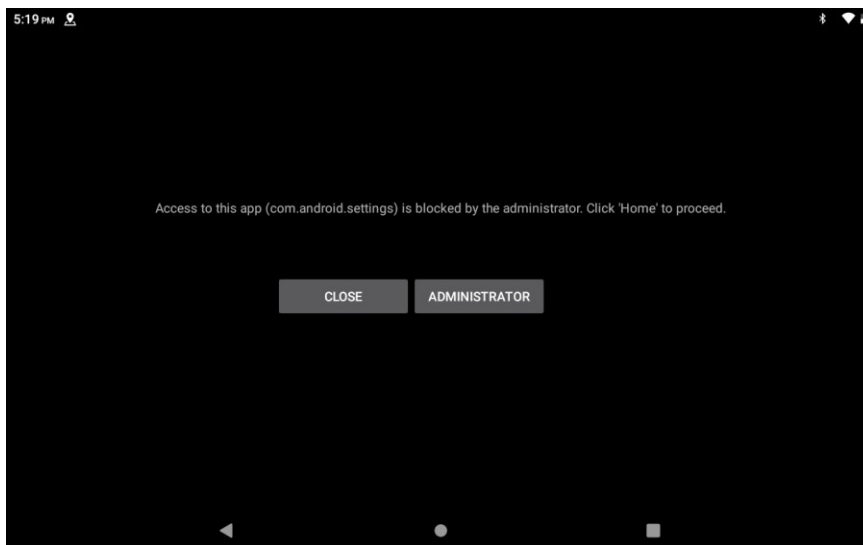 5:19 PM
Access to this app (com.android.settings) is blocked by the administrator. Click 'Home' to proceed.
CLOSE
ADMINISTRATOR